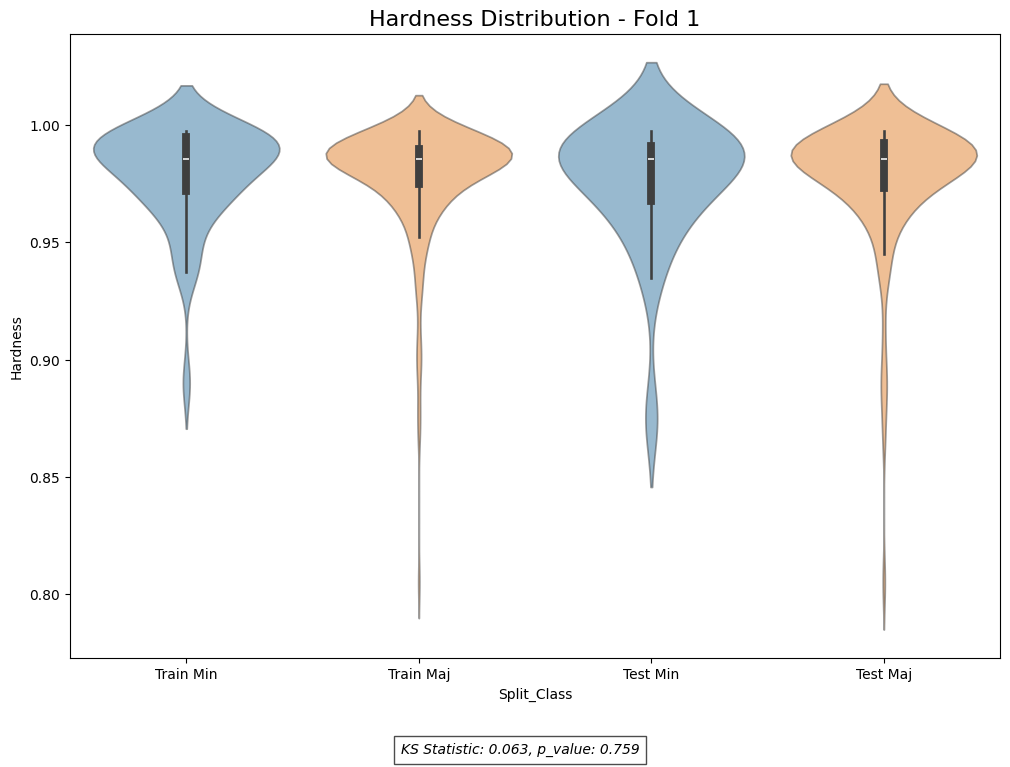 Hardness Distribution - Fold 1
Hardness
1.00
0.95
0.90
0.85
0.80
Train Min
Train Maj
Test Min
Test Maj
Split_Class
KS Statistic: 0.063, p_value: 0.759